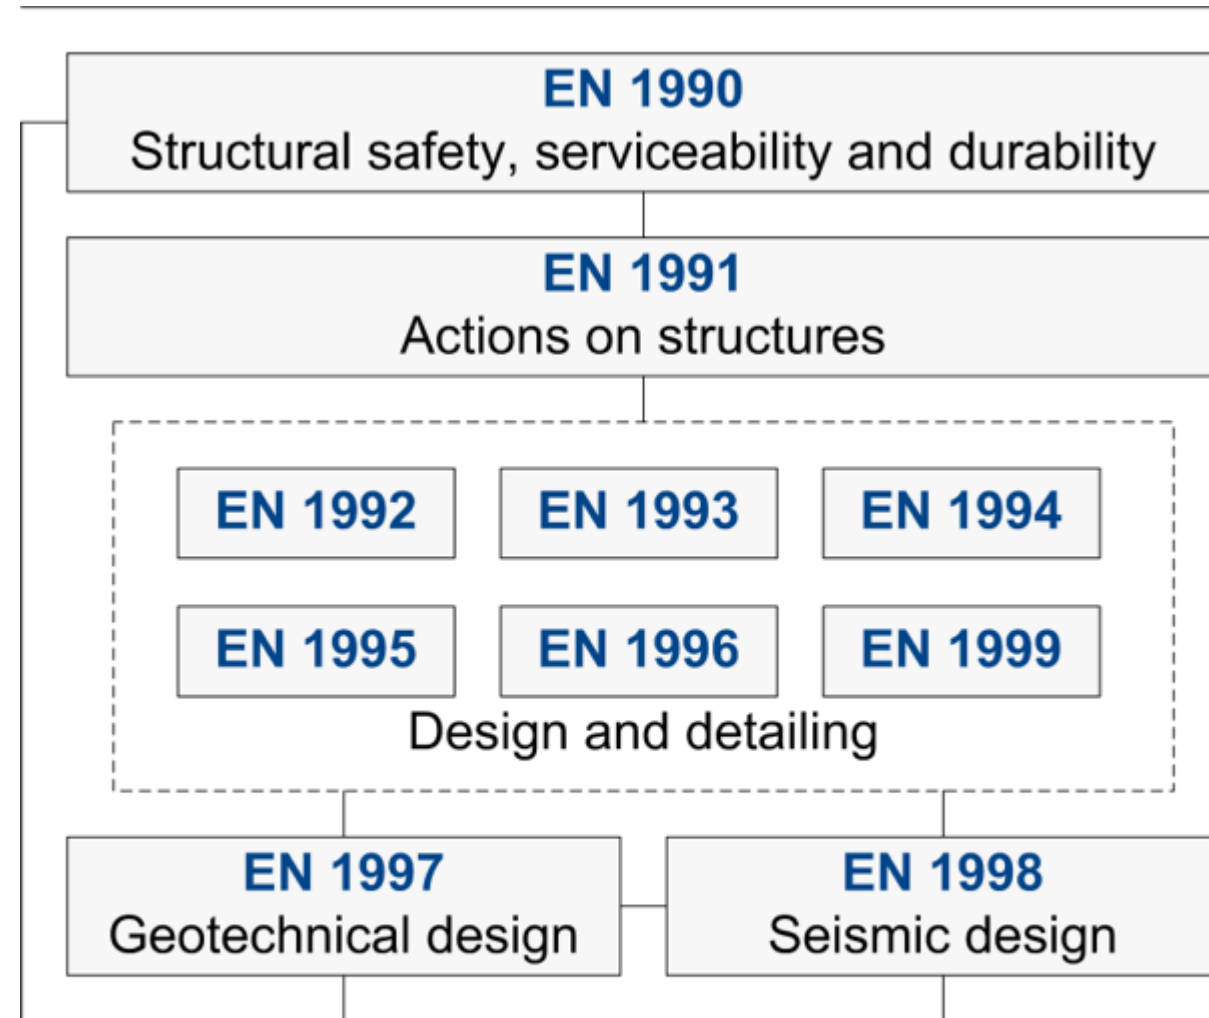 EN 1990
Structural safety, serviceability and durability
EN 1991
Actions on structures
EN 1992
EN 1993
EN 1994
EN 1995
EN 1996
EN 1999
Design and detailing
EN 1997
Geotechnical design
EN 1998
Seismic design